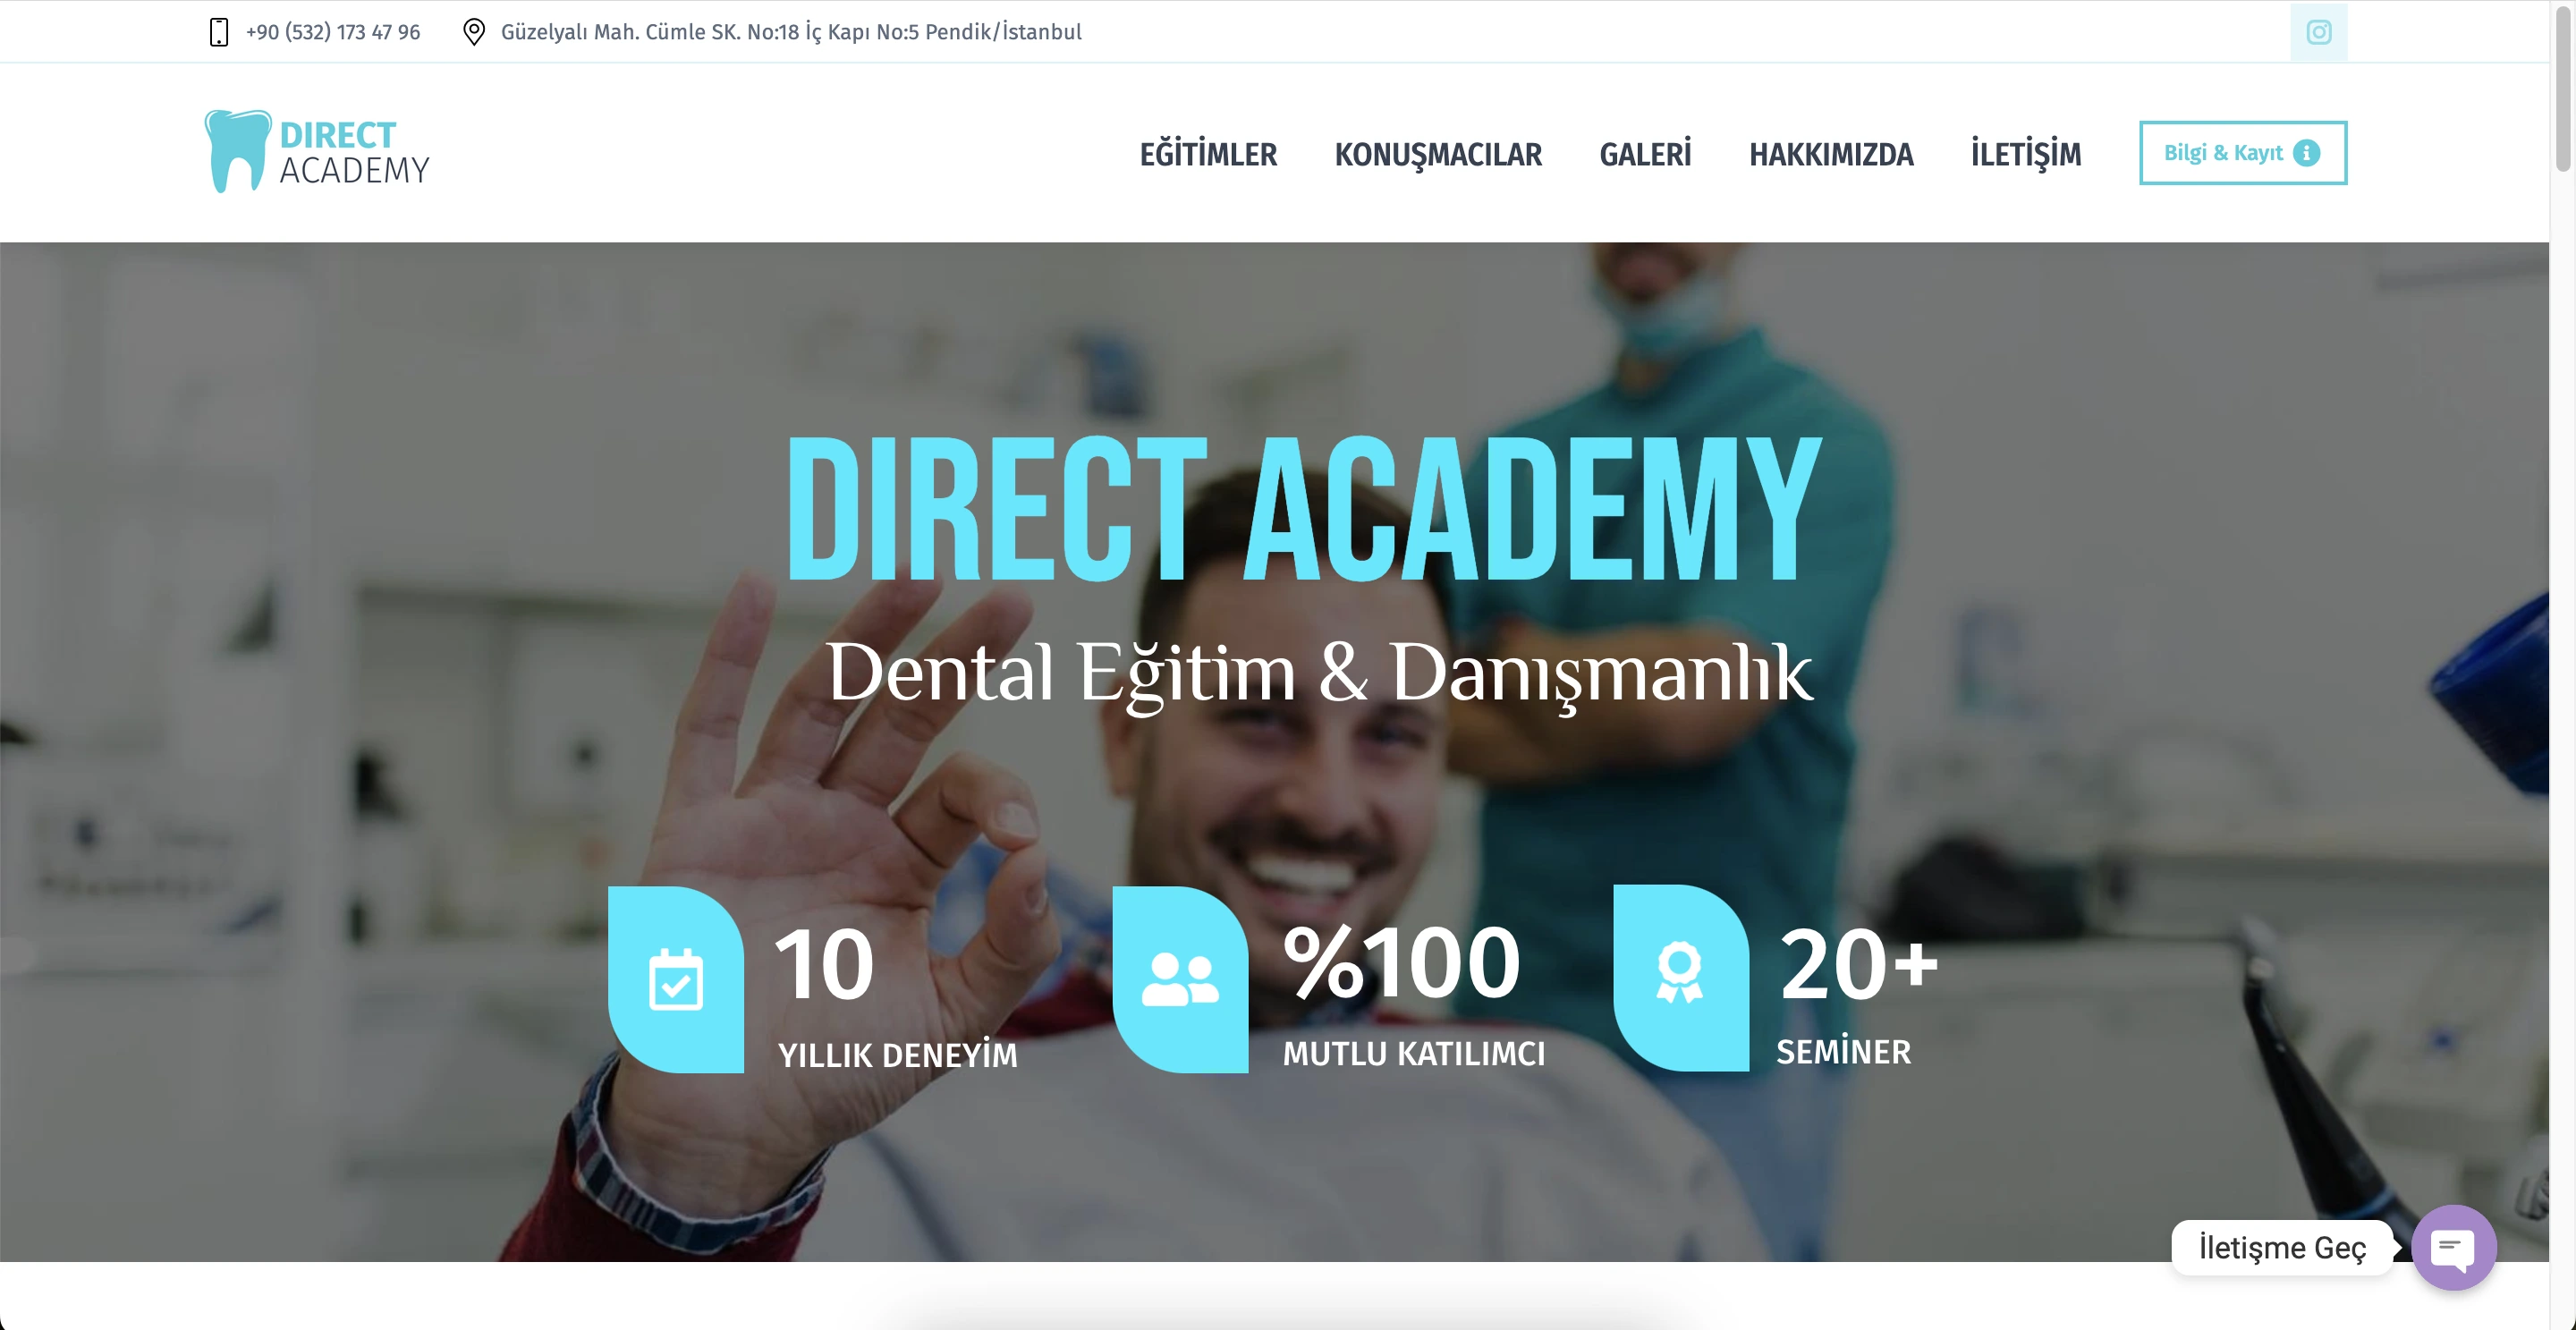 +90 (532) 173 47 96
Güzelyalı Mah. Cümle SK. No:18 İç Kapı No:5 Pendik/İstanbul
DIRECT
ACADEMY
EĞİTİMLER
KONUŞMACILAR
GALERİ
HAKKIMIZDA
İLETİŞİM
Bilgi & Kayıt
DIRECT ACADEMY
Dental Eğitim & Danışmanlık
10
YILLIK DENEYİM
%100
MUTLU KATILIMCI
20+
SEMİNER
İletişme Geç